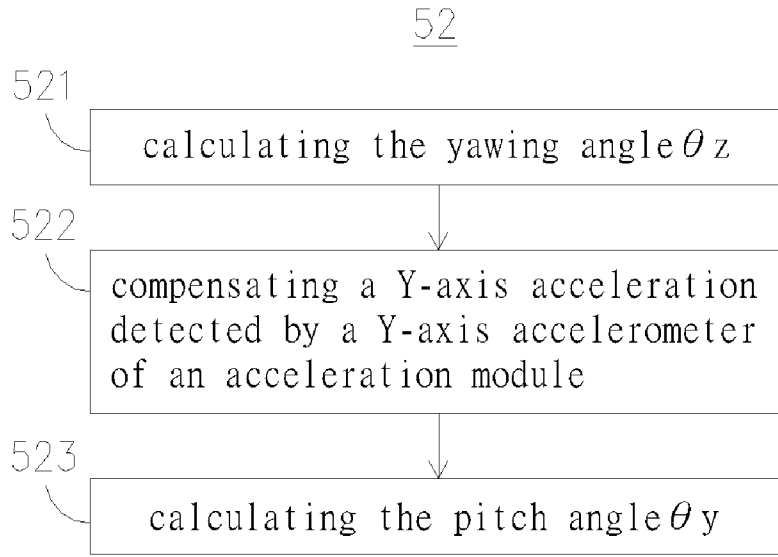 52
521
calculating the yawing angle θz
522
compensating a Y-axis acceleration
detected by a Y-axis accelerometer
of an acceleration module
523
calculating the pitch angle θy